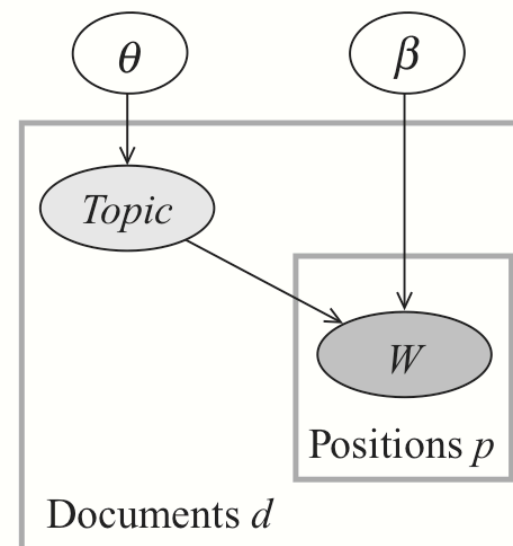 θ
β
Topic
W
Positions p
Documents d